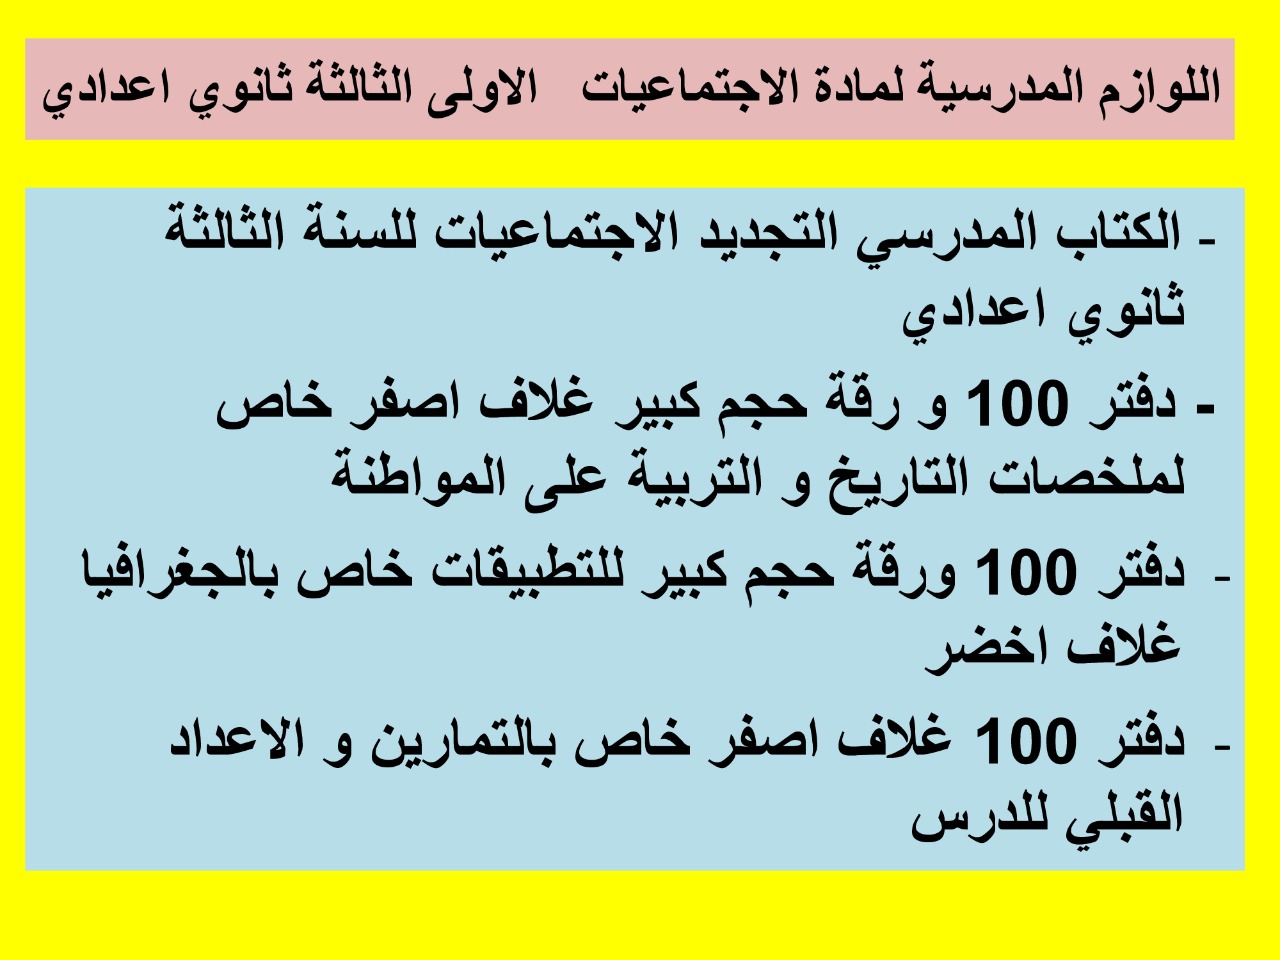 اللوازم المدرسية لمادة الاجتماعيات الاولى الثالثة ثانوي اعدادي
- الكتاب المدرسي التجديد الاجتماعيات للسنة الثالثة
ثانوي اعدادي
- دفتر 100 و رقة حجم كبير غلاف اصفر خاص
لملخصات التاريخ و التربية على المواطنة
- دفتر 100 ورقة حجم كبير للتطبيقات خاص بالجغرافيا
غلاف اخضر
- دفتر 100 غلاف اصفر خاص بالتمارين و الاعداد
القبلي للدرس